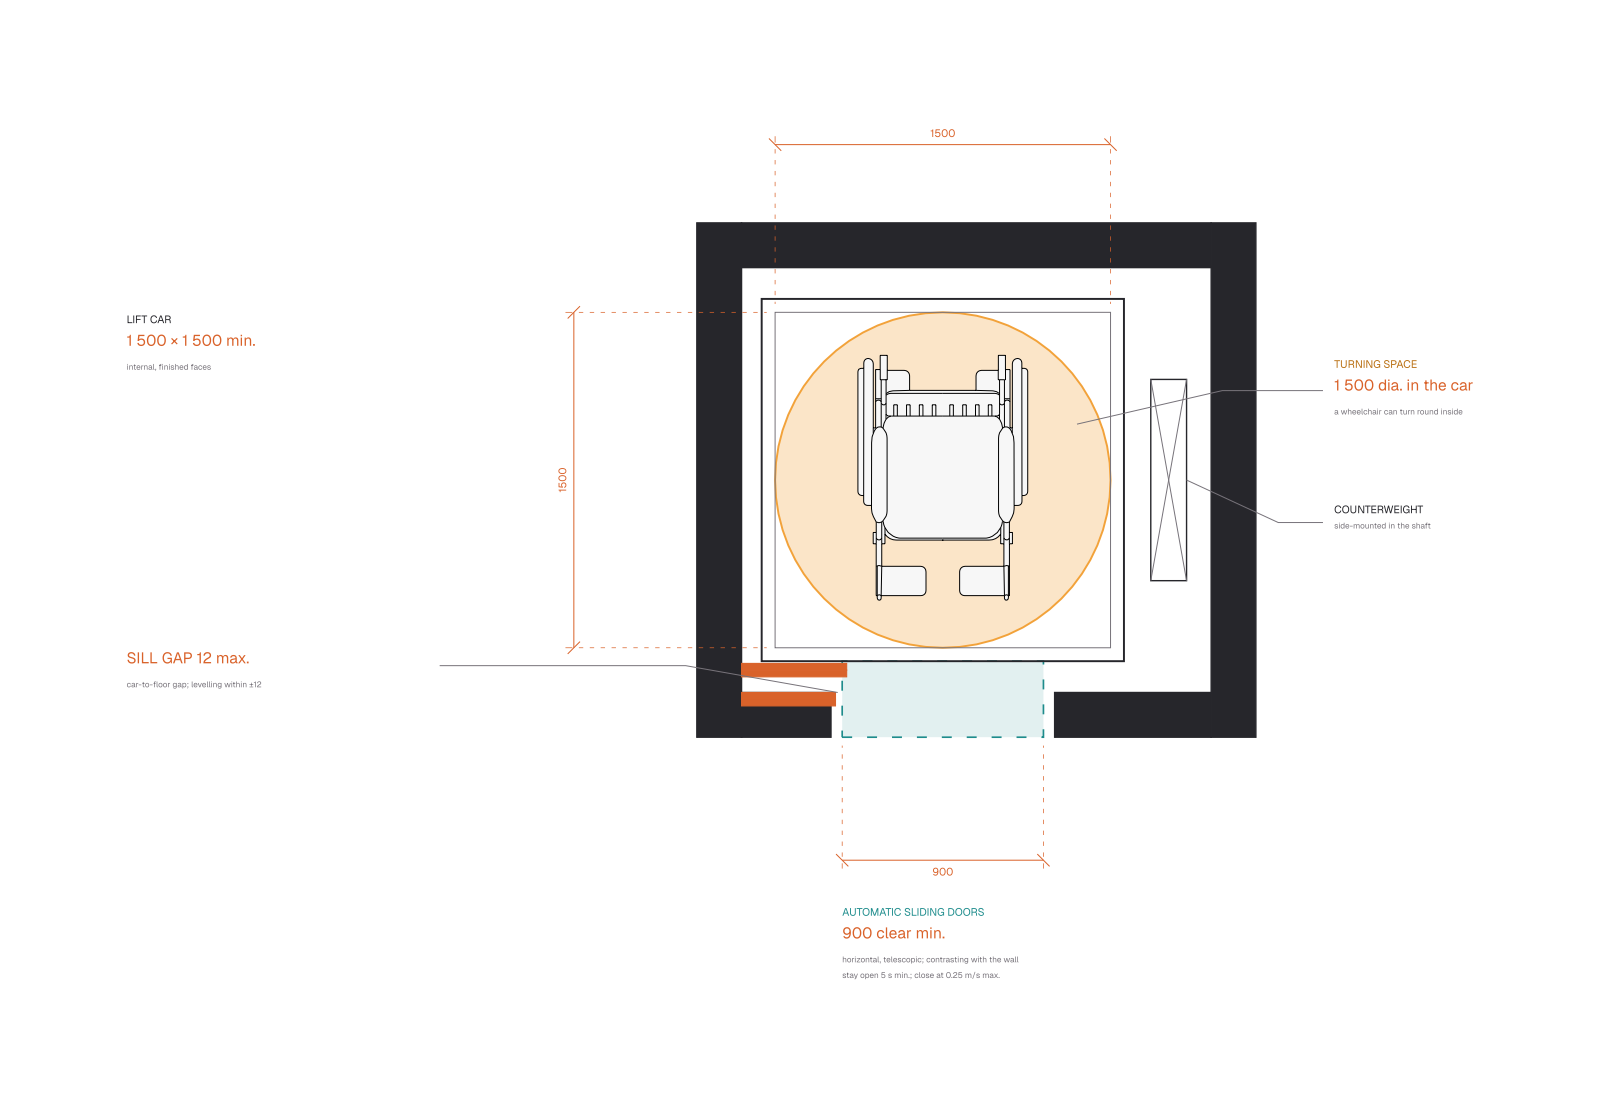 1500
LIFT CAR
1 500 × 1 500 min.
internal, finished faces
TURNING SPACE
1 500 dia. in the car
a wheelchair can turn round inside
1500
COUNTERWEIGHT
side-mounted in the shaft
SILL GAP 12 max.
car-to-floor gap; levelling within ±12
900
AUTOMATIC SLIDING DOORS
900 clear min.
horizontal, telescopic; contrasting with the wall
stay open 5 s min.; close at 0.25 m/s max.